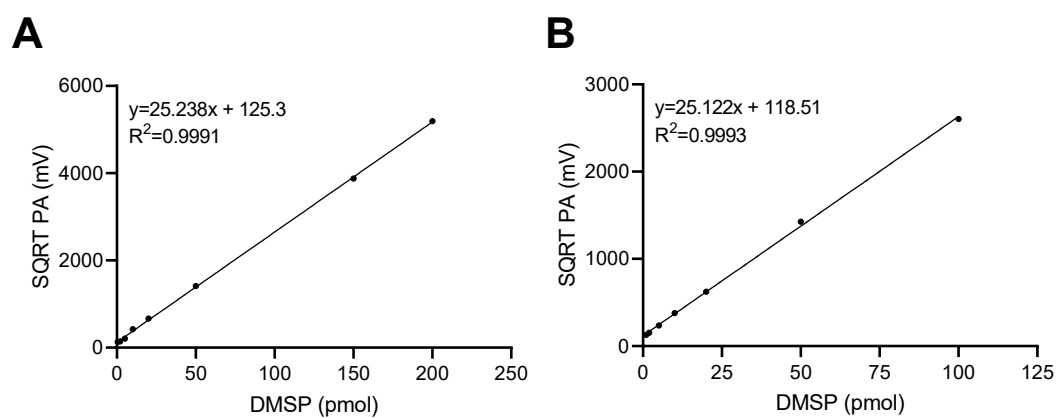 A
y=25.238x + 125.3
R²=0.9991
SQRT PA (mV)
6000
4000
2000
0
0 50 100 150 200 250
DMSP (pmol)
B
y=25.122x + 118.51
R²=0.9993
SQRT PA (mV)
3000
2000
1000
0
0 25 50 75 100 125
DMSP (pmol)